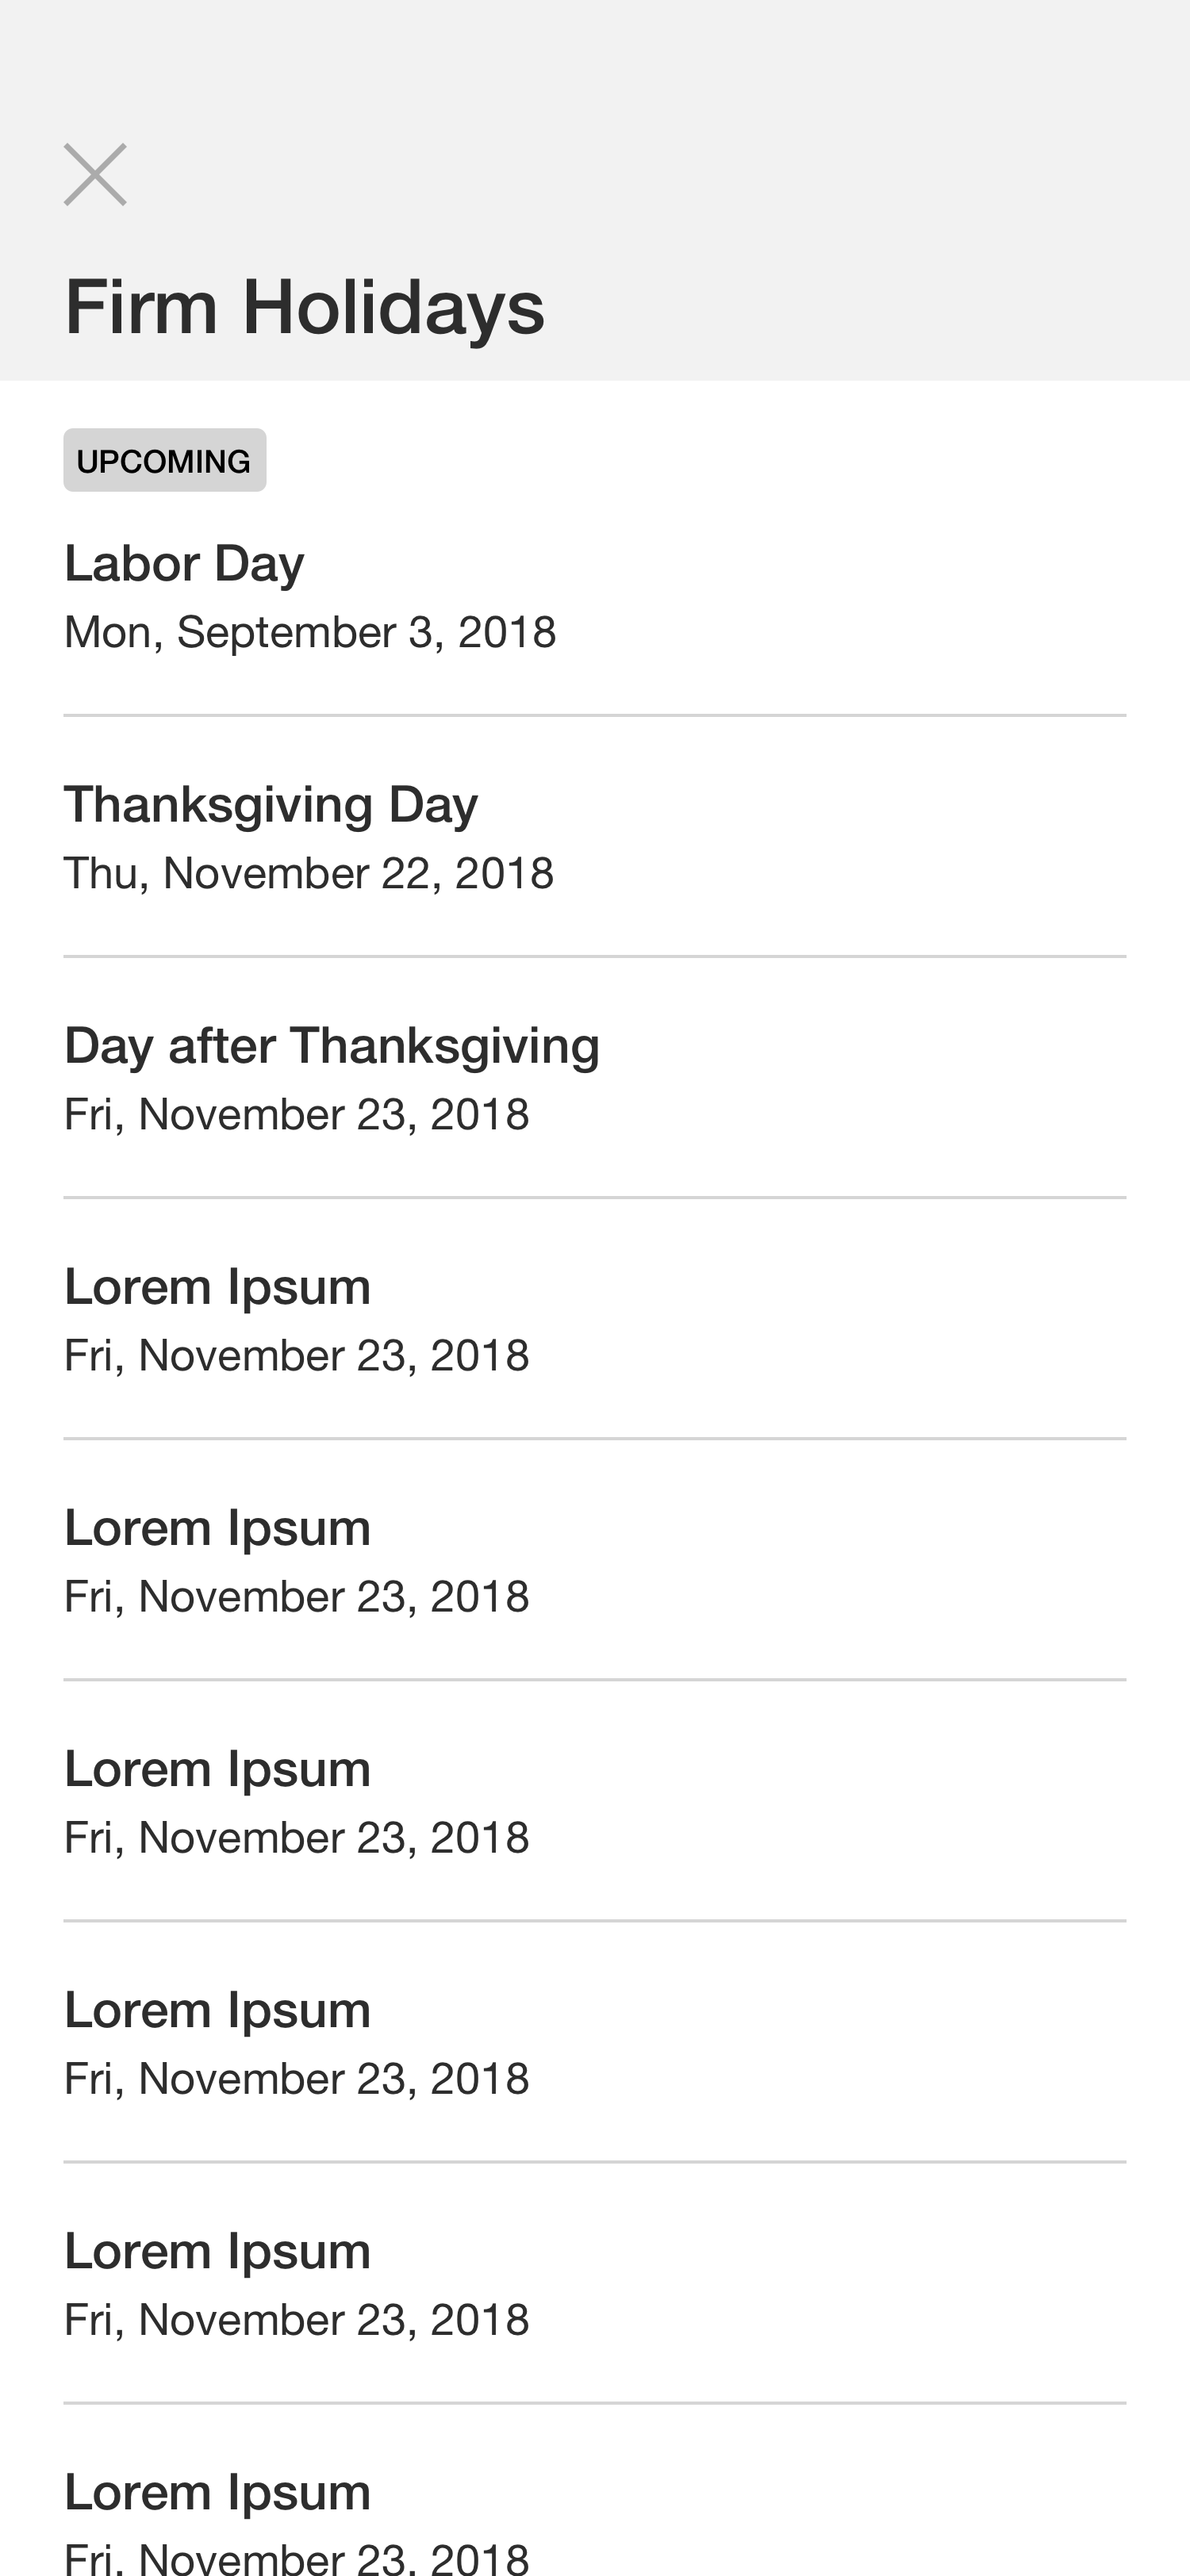 Firm Holidays
UPCOMING
Labor Day
Mon, September 3, 2018
Thanksgiving Day
Thu, November 22, 2018
Day after Thanksgiving
Fri, November 23, 2018
Lorem Ipsum
Fri, November 23, 2018
Lorem Ipsum
Fri, November 23, 2018
Lorem Ipsum
Fri, November 23, 2018
Lorem Ipsum
Fri, November 23, 2018
Lorem Ipsum
Fri, November 23, 2018
Lorem Ipsum
Fri, November 23, 2018